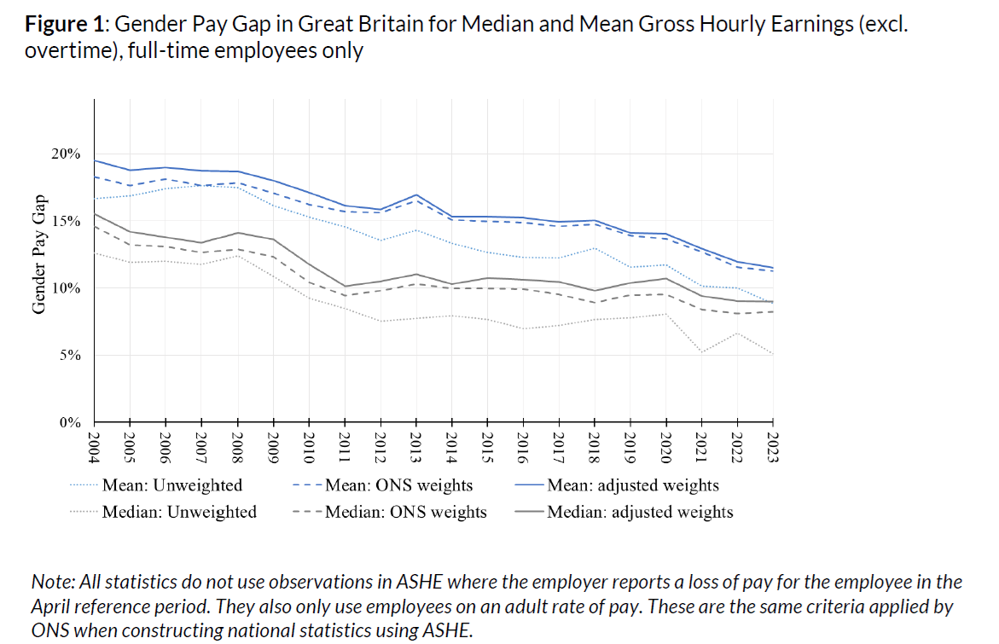 Figure 1: Gender Pay Gap in Great Britain for Median and Mean Gross Hourly Earnings (excl.
overtime), full-time employees only
Gender Pay Gap
20%
15%
10%
5%
0%
2004
2005
2006
2007
2008
2009
2010
2011
2012
2013
2014
2015
2016
2017
2018
2019
2020
2021
2022
2023
Mean: Unweighted
Mean: ONS weights
Mean: adjusted weights
Median: Unweighted
Median: ONS weights
Median: adjusted weights
Note: All statistics do not use observations in ASHE where the employer reports a loss of pay for the employee in the
April reference period. They also only use employees on an adult rate of pay. These are the same criteria applied by
ONS when constructing national statistics using ASHE.